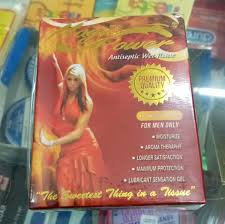 Antiseptic Wet Tissue
PREMIUM
QUALITY
FOR MEN ONLY
• MOISTURIZE
• AROMA THERAPHY
• LONGER SATISFACTION
• MAXIMUM PROTECTION
• LUBRICANT SENSATION GEL
"The Sweetest Thing in a Tissue"